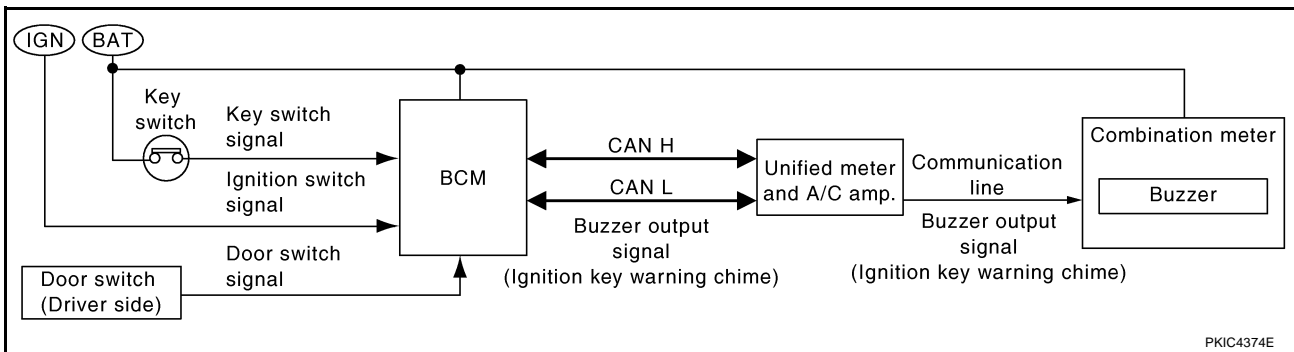 IGN
BAT
Key
switch
Key switch
signal
Ignition switch
signal
Door switch
signal
Door switch
(Driver side)
BCM
CAN H
CAN L
Buzzer output
signal
(Ignition key warning chime)
Unified meter
and A/C amp.
Communication
line
Buzzer output
signal
(Ignition key warning chime)
Combination meter
Buzzer
PKIC4374E